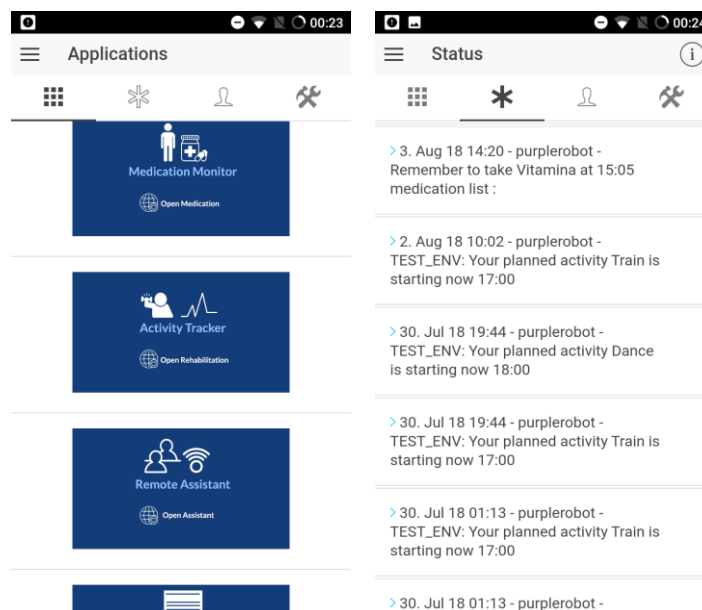 00:23
Applications
Medication Monitor
Open Medication
Activity Tracker
Open Rehabilitation
Remote Assistant
Open Assistant
00:24
Status
3. Aug 18 14:20 - purplerobot -
Remember to take Vitamina at 15:05
medication list :
2. Aug 18 10:02 - purplerobot -
TEST_ENV: Your planned activity Train is
starting now 17:00
30. Jul 18 19:44 - purplerobot -
TEST_ENV: Your planned activity Dance
is starting now 18:00
30. Jul 18 19:44 - purplerobot -
TEST_ENV: Your planned activity Train is
starting now 17:00
30. Jul 18 01:13 - purplerobot -
TEST_ENV: Your planned activity Train is
starting now 17:00
30. Jul 18 01:13 - purplerobot -